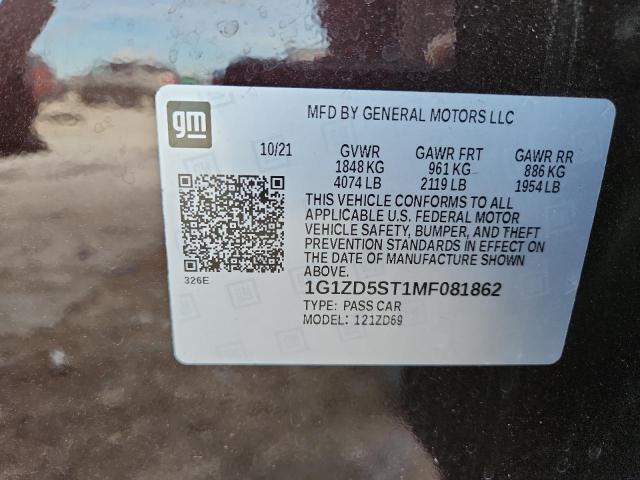 gm
MFD BY GENERAL MOTORS LLC
10/21 GVWR GAWR FRT GAWR RR
1848 KG 961 KG 886 KG
4074 LB 2119 LB 1954 LB
THIS VEHICLE CONFORMS TO ALL
APPLICABLE U.S. FEDERAL MOTOR
VEHICLE SAFETY, BUMPER, AND THEFT
PREVENTION STANDARDS IN EFFECT ON
THE DATE OF MANUFACTURE SHOWN
ABOVE.
326E
1G1ZD5ST1MF081862
TYPE: PASS CAR
MODEL: 121ZD69